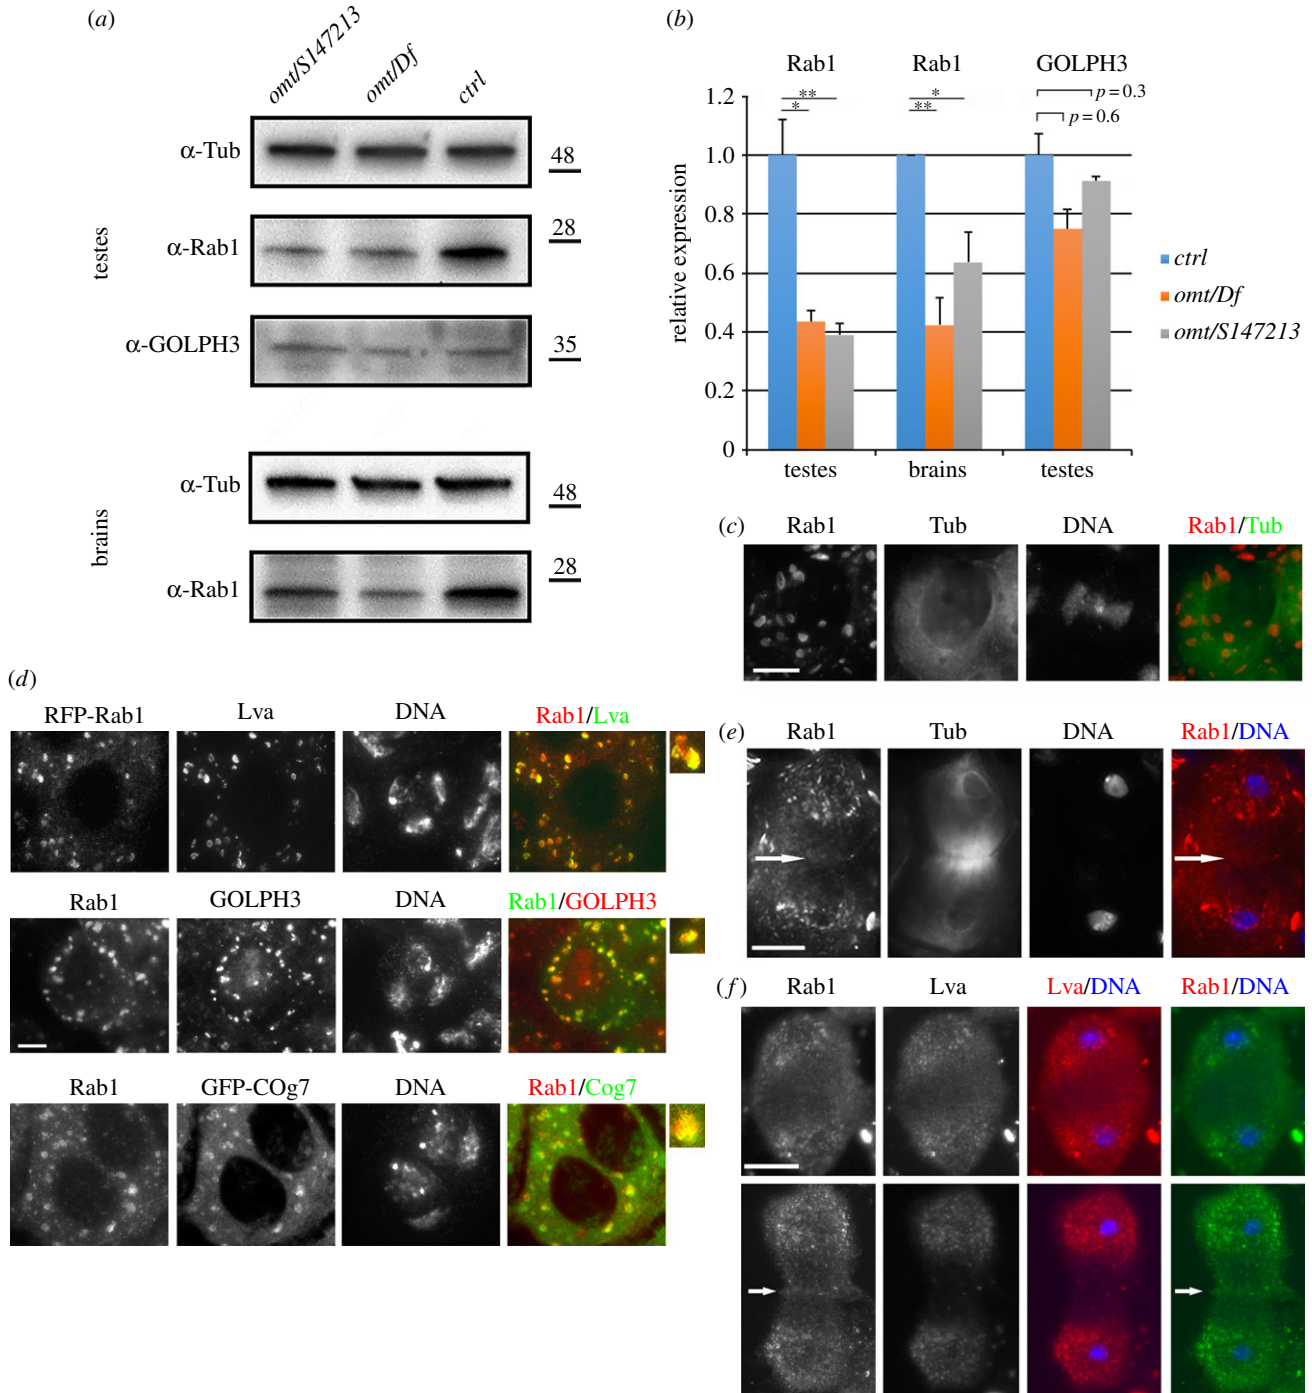 (a)
omt/S147213
omt/Df
ctrl
testes
α-Tub
48
α-Rab1
28
α-GOLPH3
35
brains
α-Tub
48
α-Rab1
28
(b)
Rab1 Rab1 GOLPH3
** * p = 0.3
* ** p = 0.6
relative expression
1.2
1.0
0.8
0.6
0.4
0.2
0
testes brains testes
ctrl
omt/Df
omt/S147213
(c)
Rab1 Tub DNA Rab1/Tub
(d)
RFP-Rab1 Lva DNA Rab1/Lva
Rab1 GOLPH3 DNA Rab1/GOLPH3
Rab1 GFP-COg7 DNA Rab1/Cog7
(e)
Rab1 Tub DNA Rab1/DNA
(f)
Rab1 Lva Lva/DNA Rab1/DNA